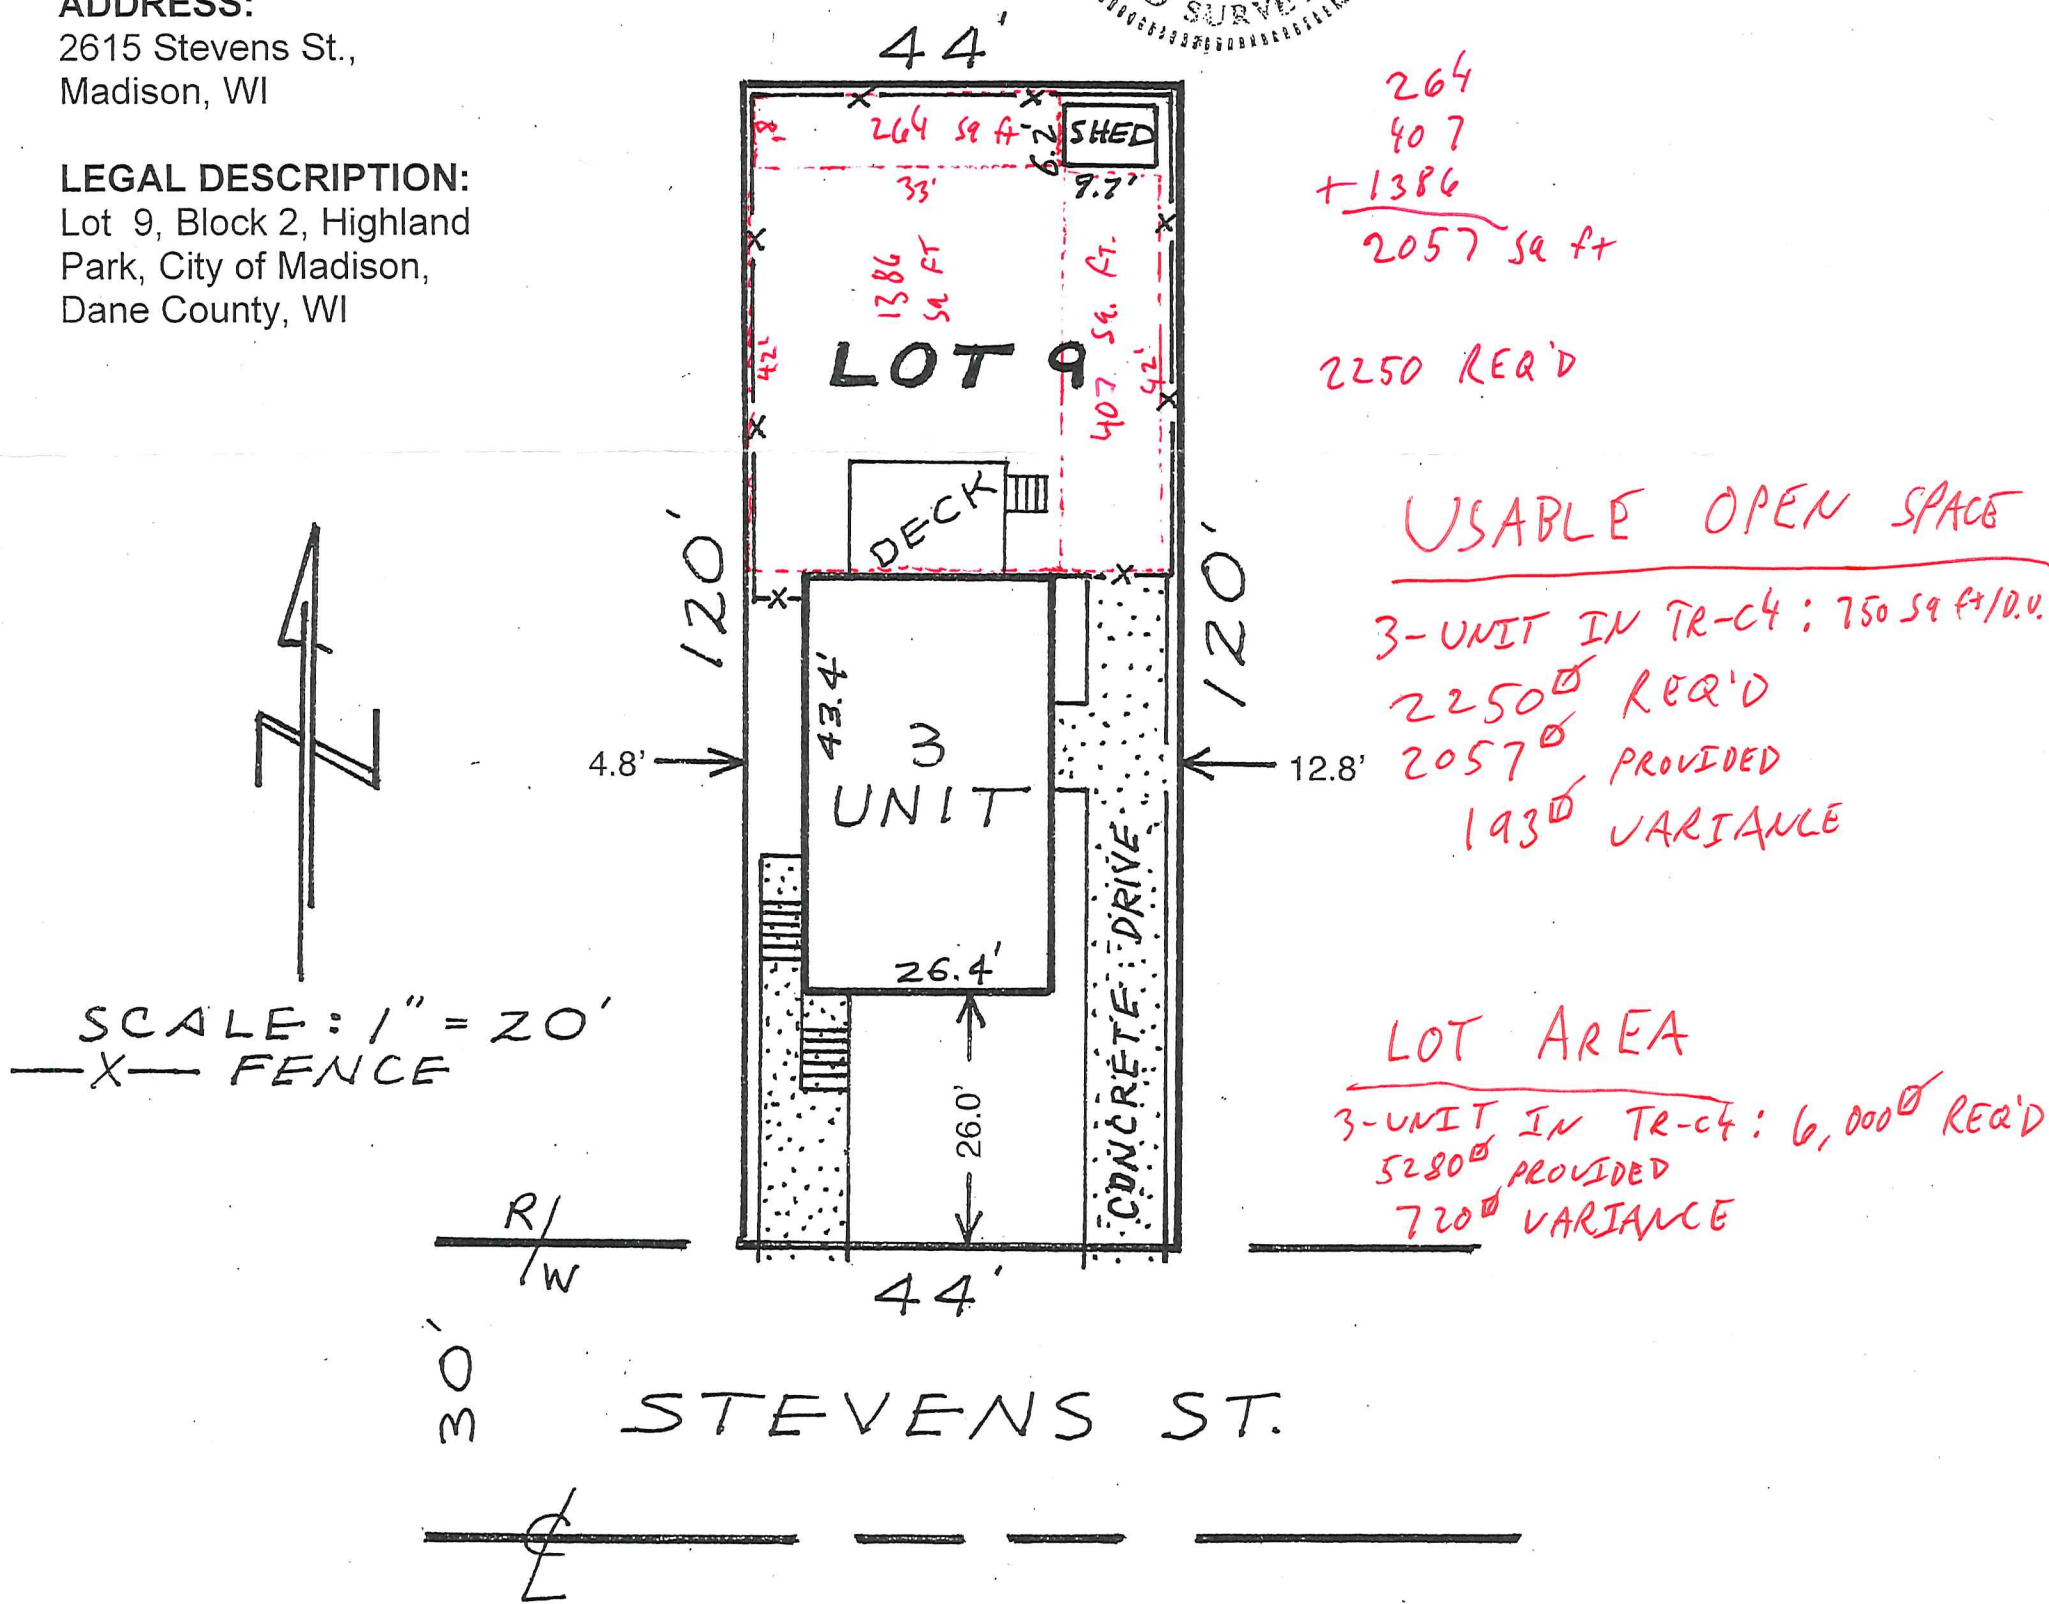 ADDRESS:
2615 Stevens St.,
Madison, WI
LEGAL DESCRIPTION:
Lot 9, Block 2, Highland
Park, City of Madison,
Dane County, WI
SURVE
44'
8'
264 sq ft
6.2
SHED
33'
9.7'
1386
sq FT
407 sq. FT.
42'
42'
LOT 9
DECK
120'
120'
43.4'
3
UNIT
4.8'
12.8'
26.4'
26.0'
CONCRETE DRIVE
44'
N
SCALE: 1" = 20'
—X— FENCE
R/W
30'
STEVENS ST.
264
407
+1386
2057 sq ft
2250 REQ'D
USABLE OPEN SPACE
3-UNIT IN TR-C4: 750 sq ft/D.U.
2250 REQ'D
2057 PROVIDED
193 VARIANCE
LOT AREA
3-UNIT IN TR-C4: 6,000 REQ'D
5280 PROVIDED
720 VARIANCE